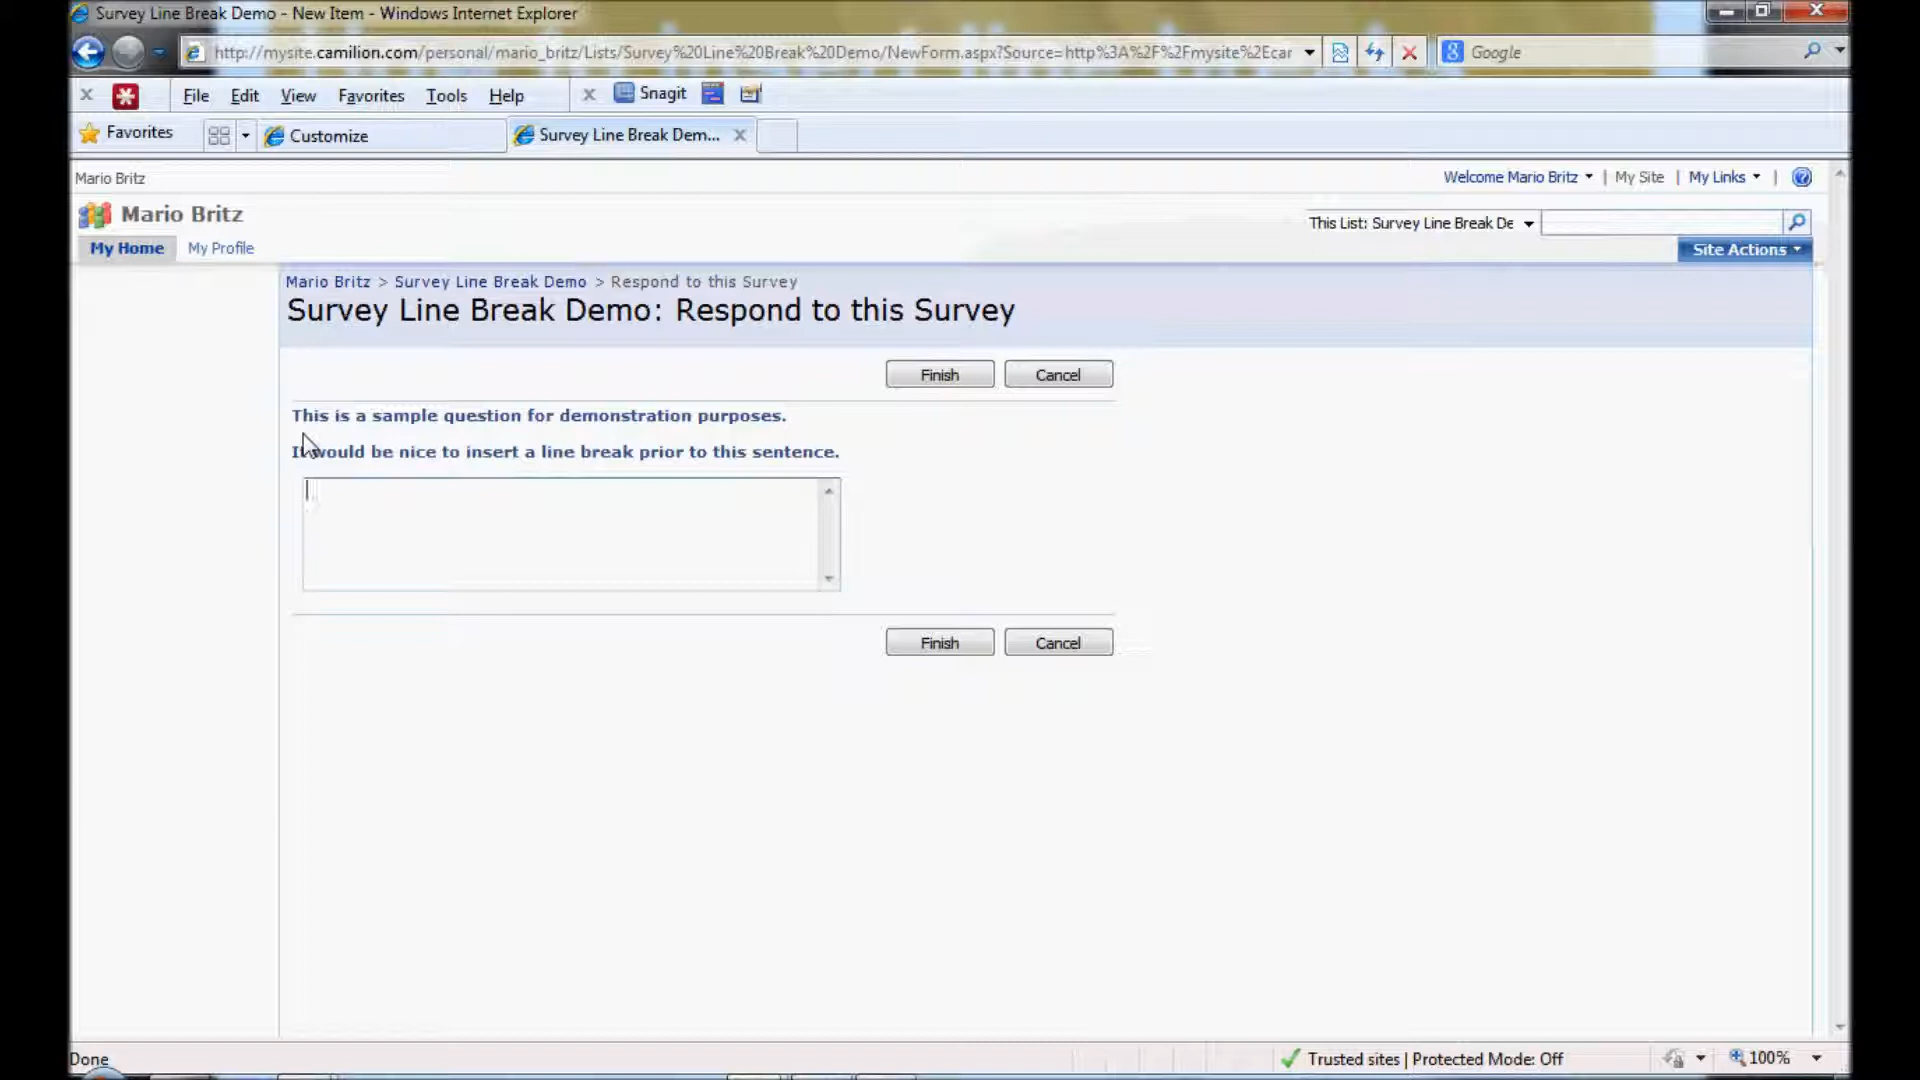 Survey Line Break Demo - New Item - Windows Internet Explorer
http://mysite.camilion.com/personal/mario_britz/Lists/Survey%20Line%20Break%20Demo/NewForm.aspx?Source=http%3A%2F%2Fmysite%2Ecar
Google
File Edit View Favorites Tools Help
Snagit
Favorites
Customize
Survey Line Break Dem...
Mario Britz
Welcome Mario Britz | My Site | My Links |
Mario Britz
This List: Survey Line Break De
My Home My Profile
Site Actions
Mario Britz > Survey Line Break Demo > Respond to this Survey
Survey Line Break Demo: Respond to this Survey
Finish Cancel
This is a sample question for demonstration purposes.
It would be nice to insert a line break prior to this sentence.
Finish Cancel
Done
Trusted sites | Protected Mode: Off
100%